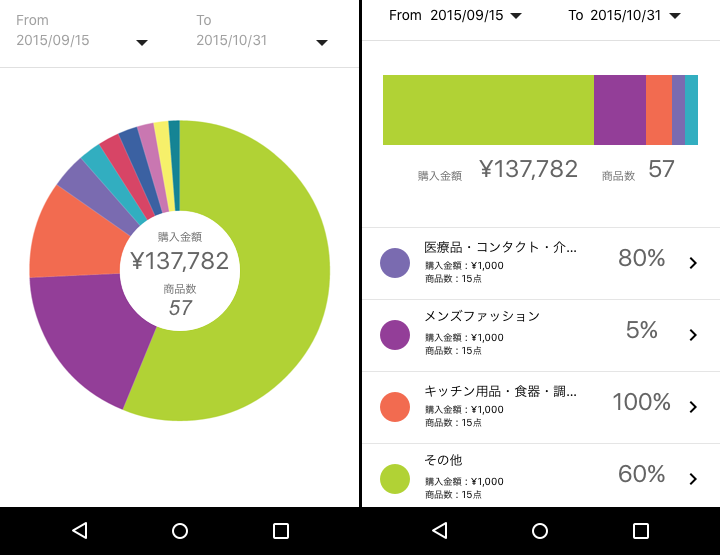 From
To
2015/09/15
2015/10/31
購入金額
¥137,782
商品数
57
From 2015/09/15
To 2015/10/31
購入金額 ¥137,782 商品数 57
医療品・コンタクト・介...
購入金額：¥1,000
商品数：15点
80%
メンズファッション
購入金額：¥1,000
商品数：15点
5%
キッチン用品・食器・調...
購入金額：¥1,000
商品数：15点
100%
その他
購入金額：¥1,000
商品数：15点
60%